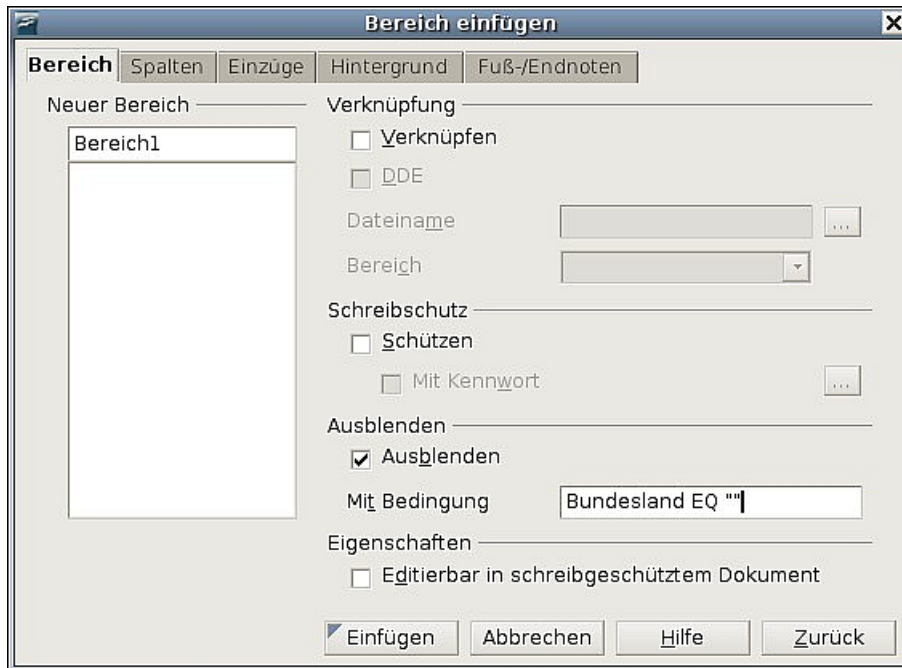 Bereich einfügen
Bereich Spalten Einzüge Hintergrund Fuß-/Endnoten
Neuer Bereich
Bereich1
Verknüpfung
Verknüpfen
DDE
Dateiname ...
Bereich
Schreibschutz
Schützen
Mit Kennwort ...
Ausblenden
Ausblenden
Mit Bedingung Bundesland EQ ""
Eigenschaften
Editierbar in schreibgeschütztem Dokument
Einfügen Abbrechen Hilfe Zurück